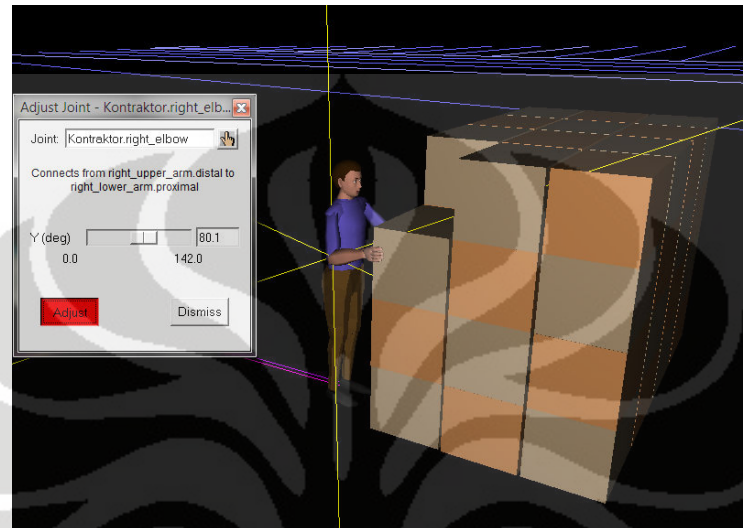 Adjust Joint - Kontraktor.right_elb...
Joint: Kontraktor.right_elbow
Connects from right_upper_arm.distal to
right_lower_arm.proximal
Y (deg) 80.1
0.0 142.0
Adjust Dismiss